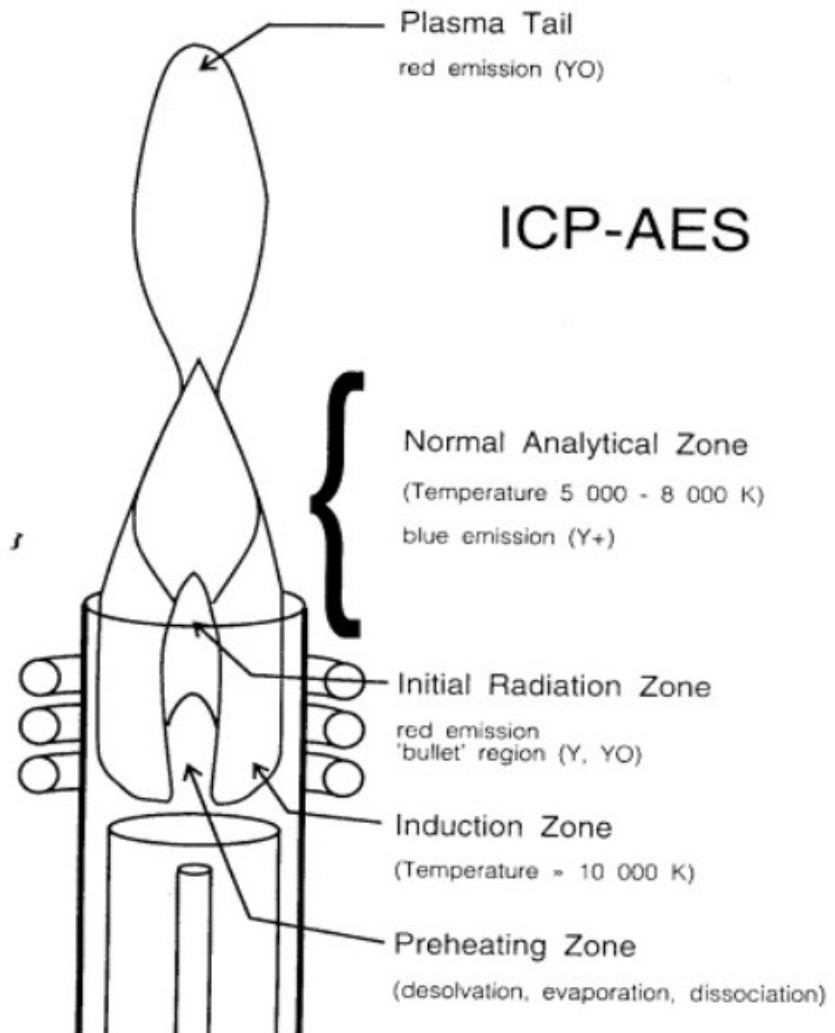 Plasma Tail
red emission (YO)
ICP-AES
Normal Analytical Zone
(Temperature 5 000 - 8 000 K)
blue emission (Y+)
Initial Radiation Zone
red emission
'bullet' region (Y, YO)
Induction Zone
(Temperature ≈ 10 000 K)
Preheating Zone
(desolvation, evaporation, dissociation)